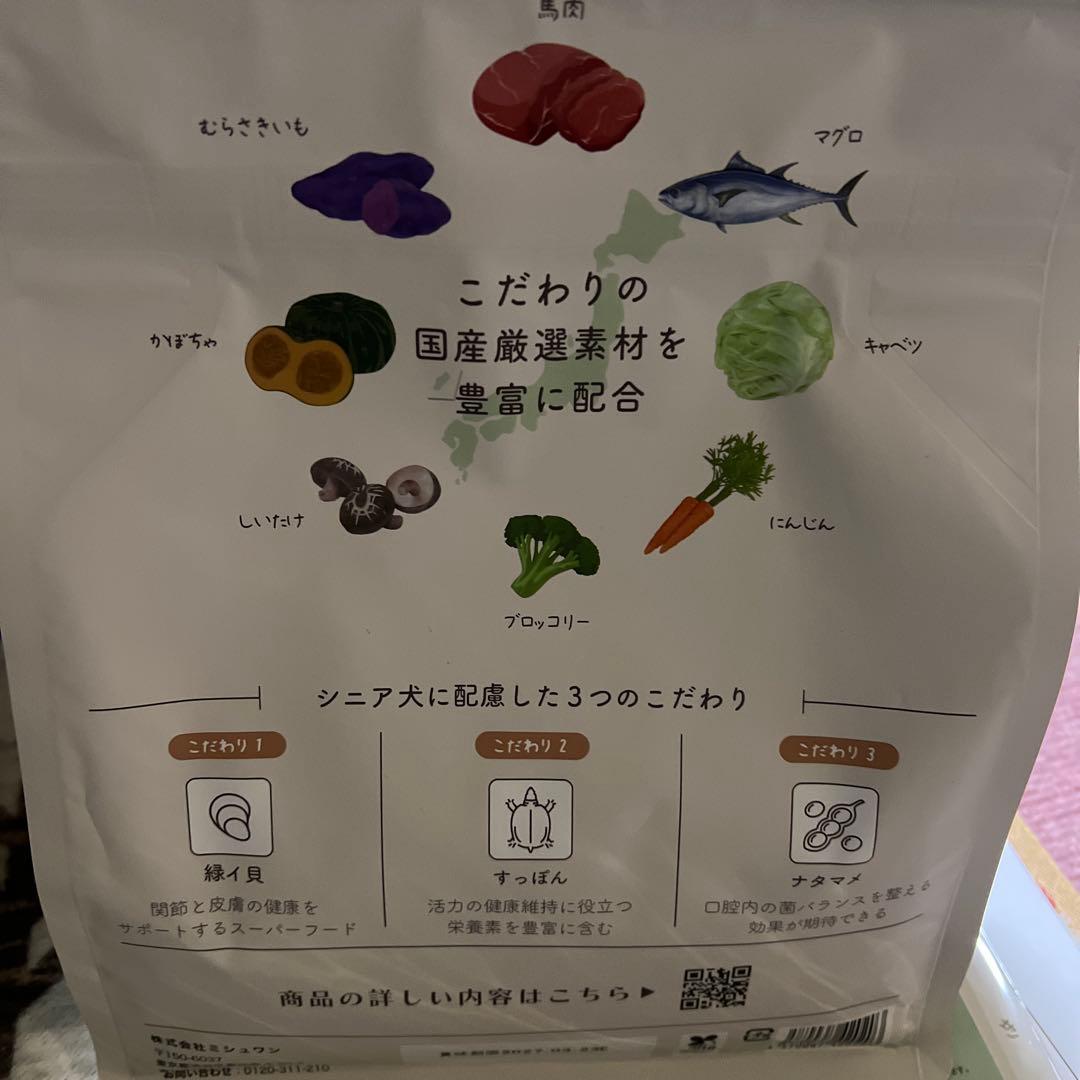 馬肉
むらさきいも
マグロ
こだわりの
国産厳選素材を
豊富に配合
かぼちゃ
キャベツ
しいたけ
にんじん
ブロッコリー
シニア犬に配慮した3つのこだわり
こだわり1
緑イ貝
関節と皮膚の健康を
サポートするスーパーフード
こだわり2
すっぽん
活力の健康維持に役立つ
栄養素を豊富に含む
こだわり3
ナタマメ
口腔内の菌バランスを整える
効果が期待できる
商品の詳しい内容はこちら▶
株式会社ミシュワン
〒150-6037
お問い合わせ:0120-311-210